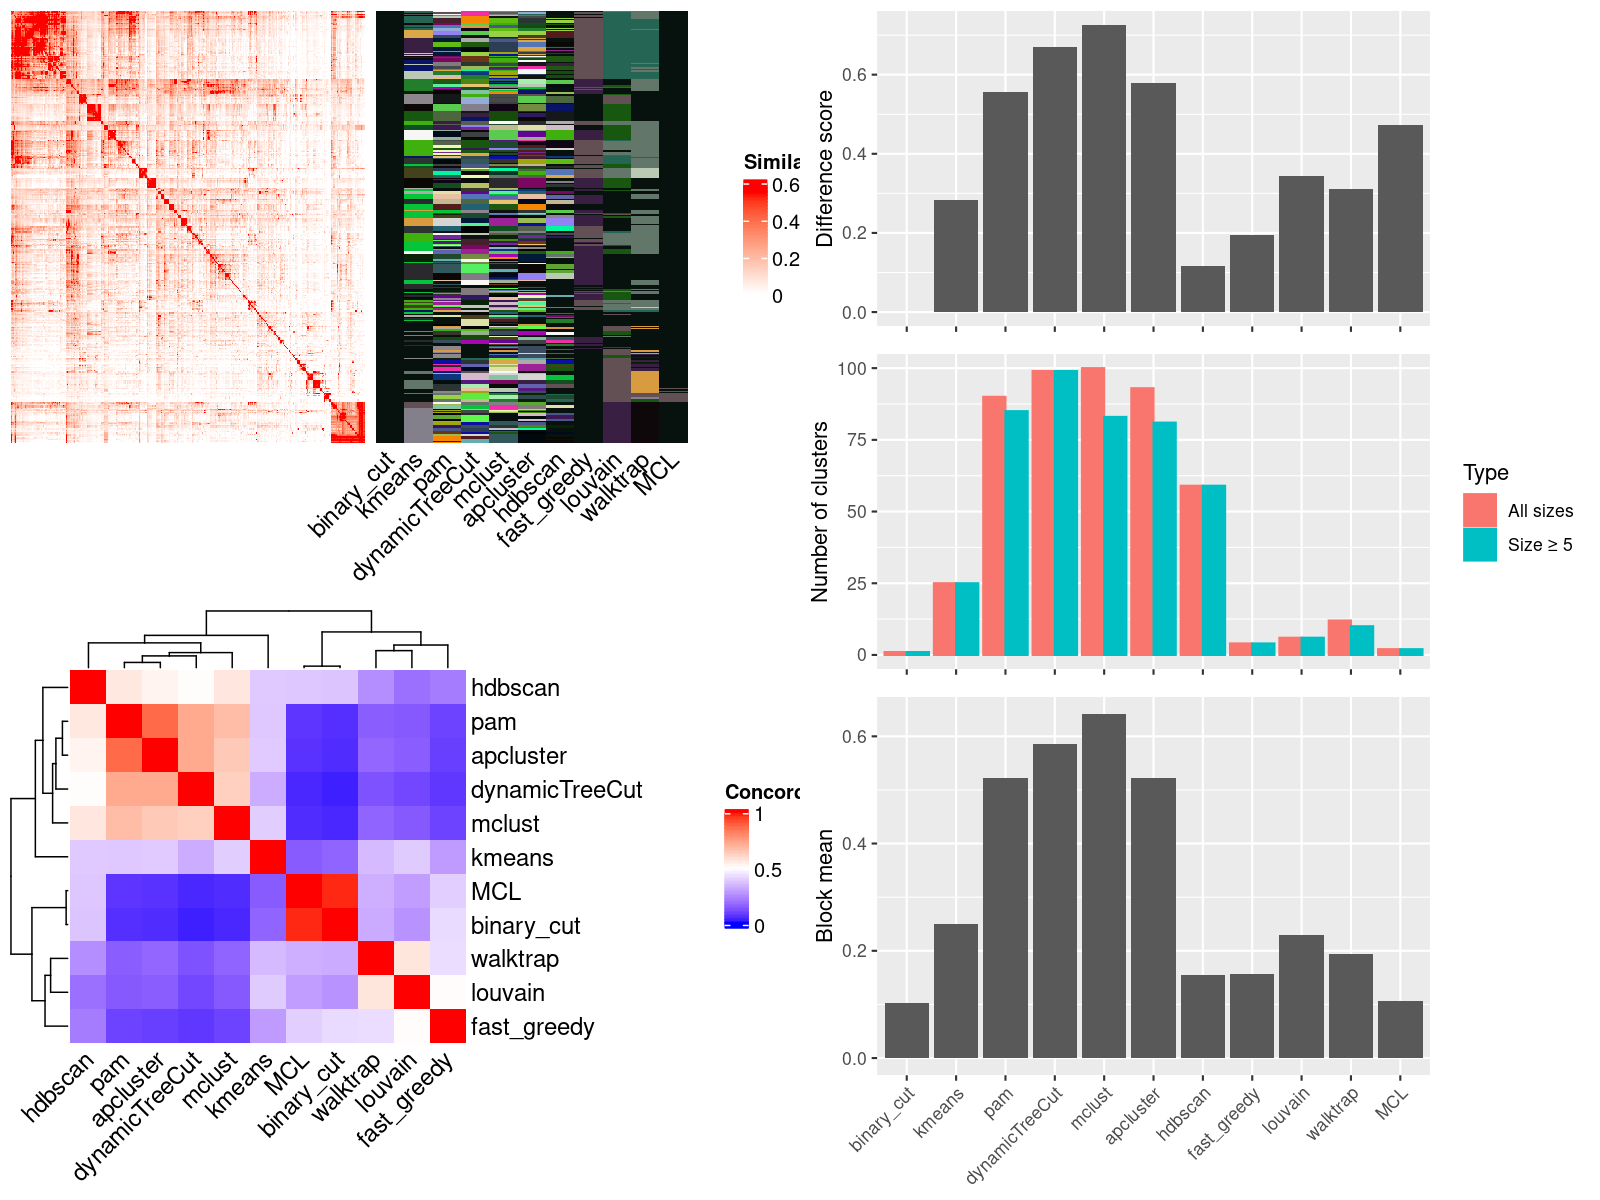 Simila
0.6
0.4
0.2
0
binary_cut
kmeans
pam
dynamicTreeCut
mclust
apcluster
hdbscan
fast_greedy
louvain
walktrap
MCL
Difference score
0.6
0.4
0.2
0.0
Number of clusters
100
75
50
25
0
Type
All sizes
Size ≥ 5
hdbscan
pam
apcluster
dynamicTreeCut
mclust
kmeans
MCL
binary_cut
walktrap
louvain
fast_greedy
Concord
1
0.5
0
hdbscan
pam
apcluster
dynamicTreeCut
mclust
kmeans
MCL
binary_cut
walktrap
louvain
fast_greedy
Block mean
0.6
0.4
0.2
0.0
binary_cut
kmeans
pam
dynamicTreeCut
mclust
apcluster
hdbscan
fast_greedy
louvain
walktrap
MCL